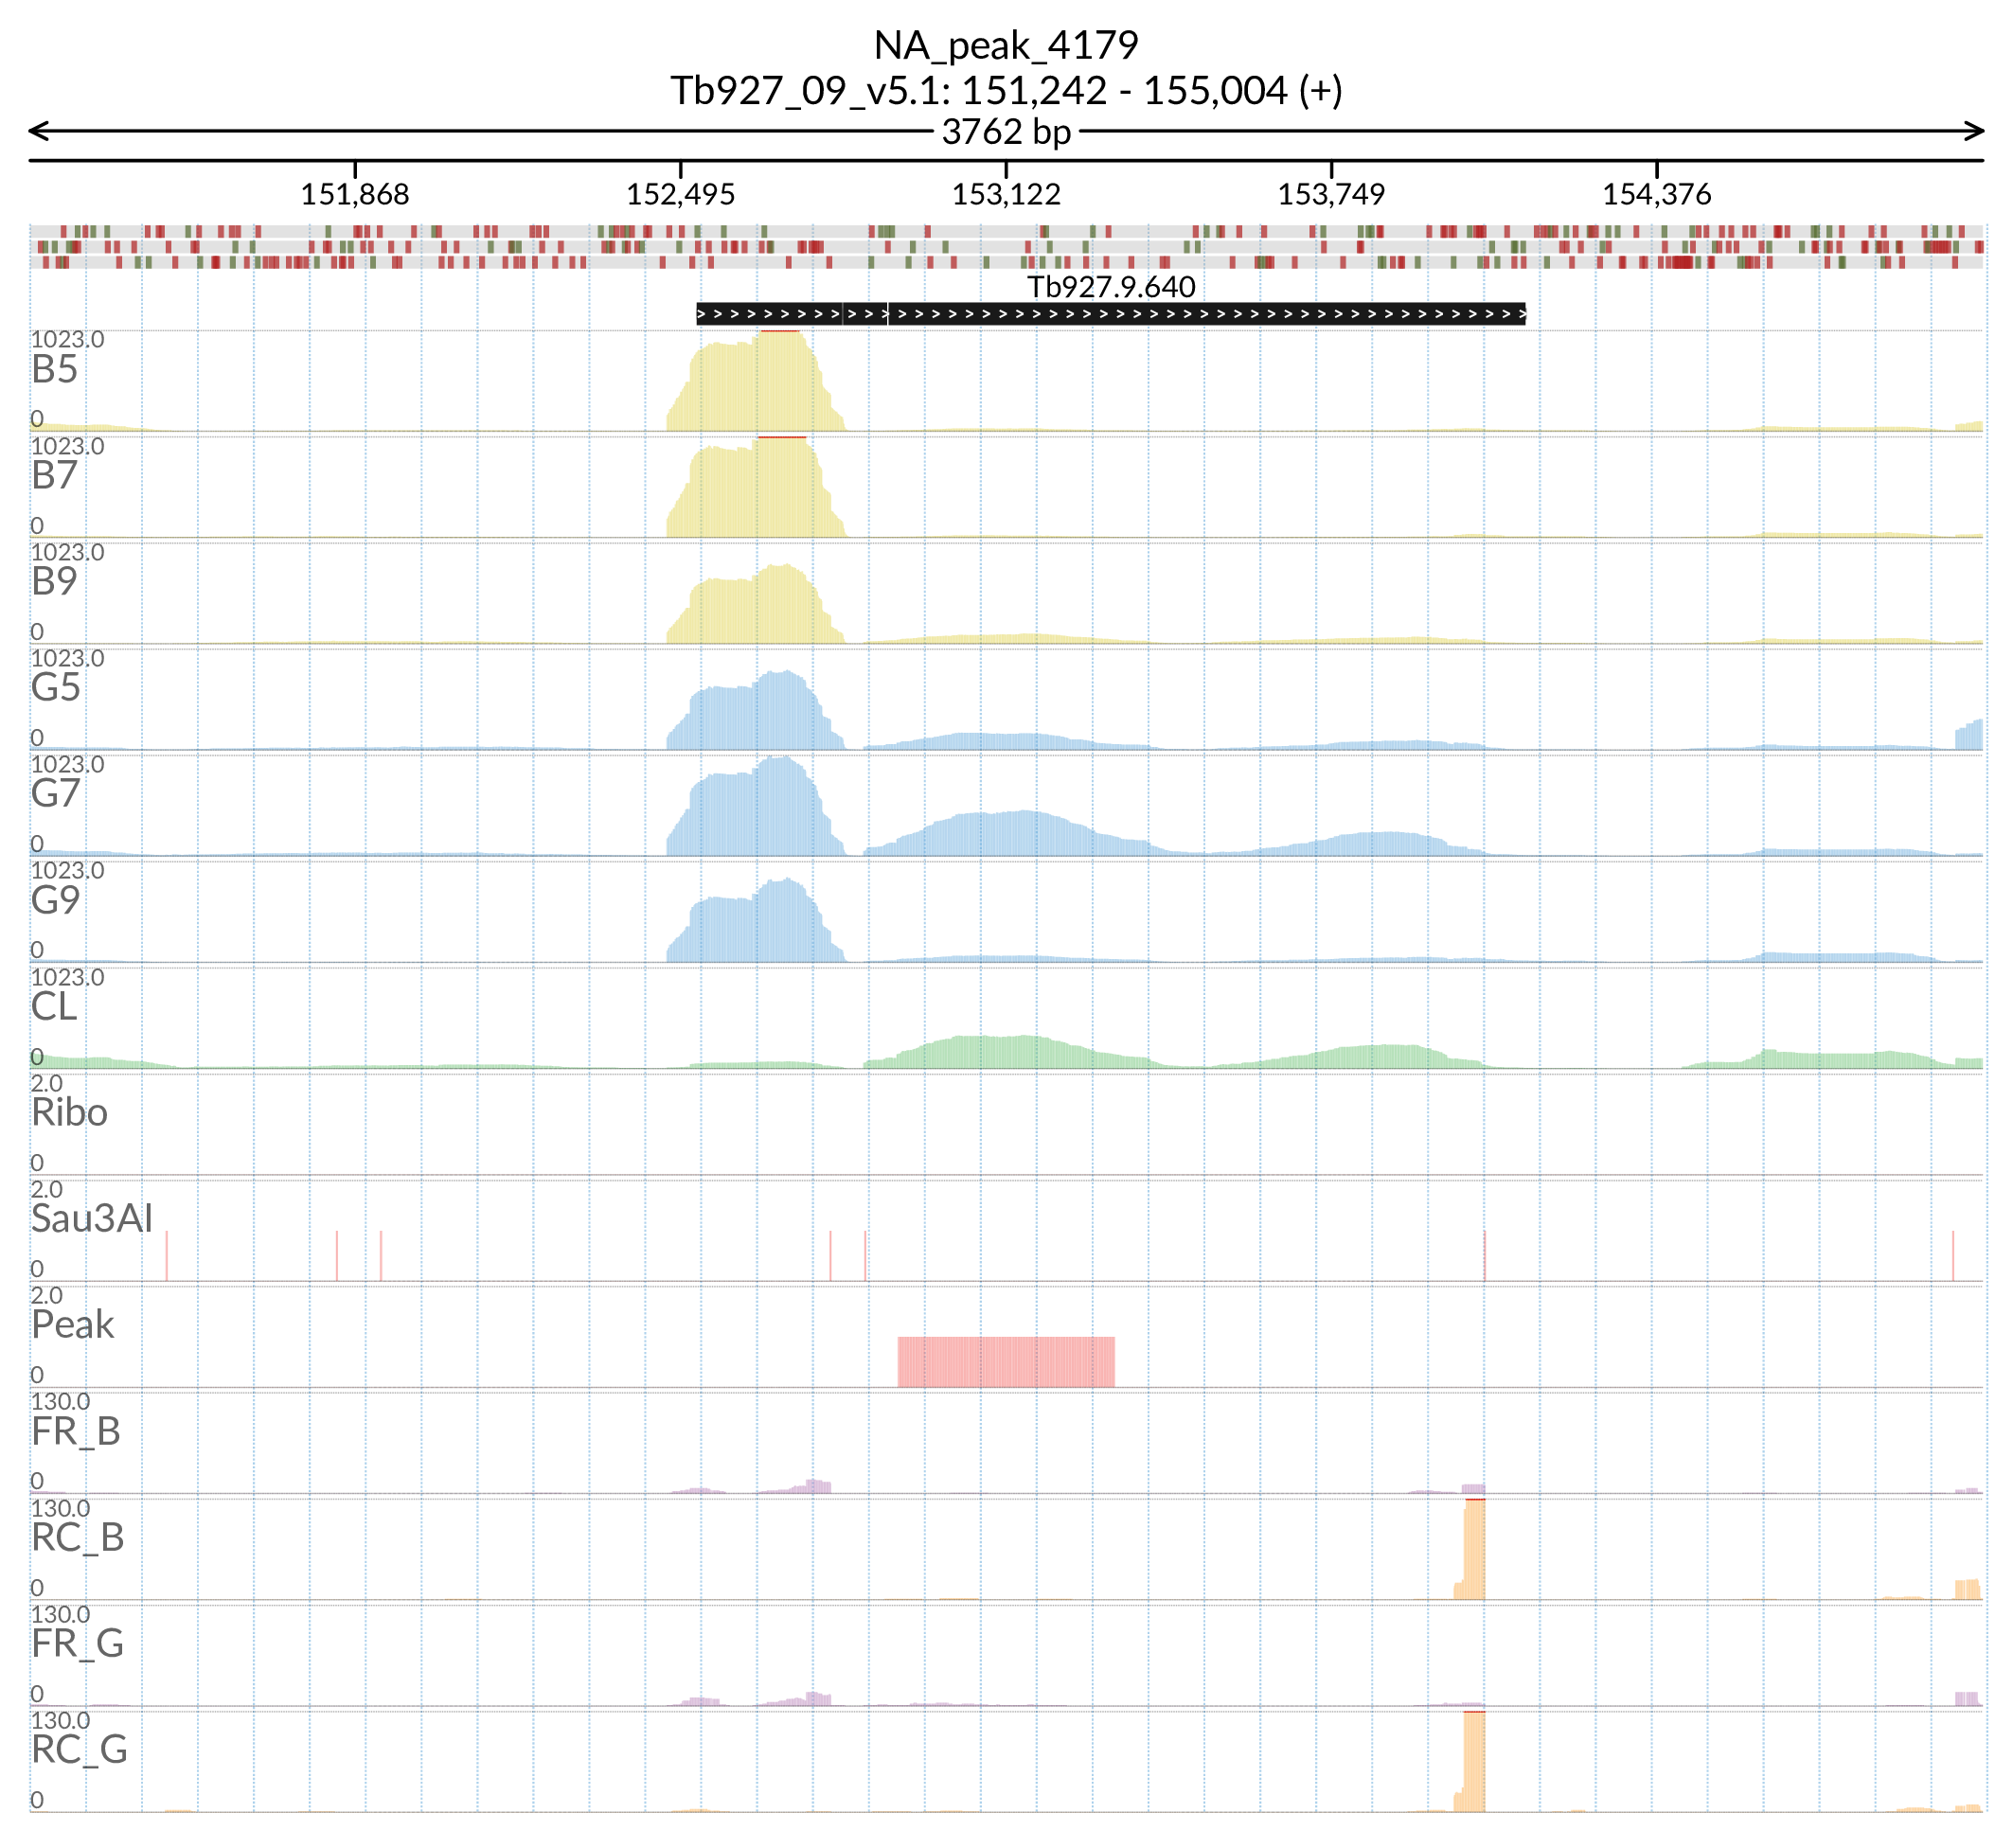 NA_peak_4179
Tb927_09_v5.1: 151,242 - 155,004 (+)
3762 bp
151,868 152,495 153,122 153,749 154,376
Tb927.9.640
1023.0
B5
0
1023.0
B7
0
1023.0
B9
0
1023.0
G5
0
1023.0
G7
0
1023.0
G9
0
1023.0
CL
0
2.0
Ribo
0
2.0
Sau3AI
0
2.0
Peak
0
130.0
FR_B
0
130.0
RC_B
0
130.0
FR_G
0
130.0
RC_G
0